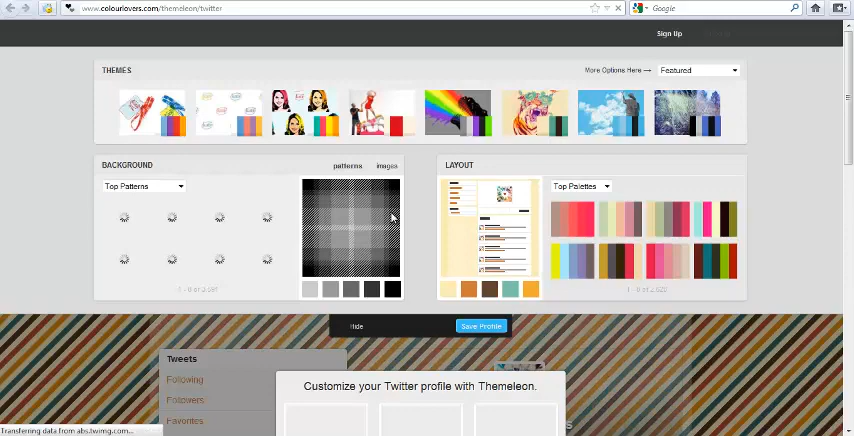 www.colourlovers.com/themeleon/twitter
Google
Sign Up
THEMES
More Options Here →
Featured
BACKGROUND
patterns
images
LAYOUT
Top Patterns
Top Palettes
Hide
Save Profile
Tweets
Following
Followers
Favorites
Customize your Twitter profile with Themeleon.
Transferring data from abs.twimg.com...